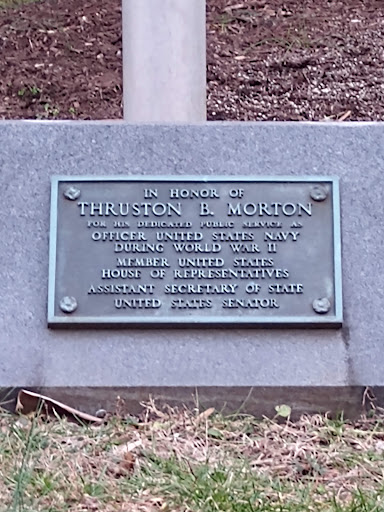 IN HONOR OF
THRUSTON B. MORTON
FOR HIS DEDICATED PUBLIC SERVICE AS
OFFICER UNITED STATES NAVY
DURING WORLD WAR II
MEMBER UNITED STATES
HOUSE OF REPRESENTATIVES
ASSISTANT SECRETARY OF STATE
UNITED STATES SENATOR